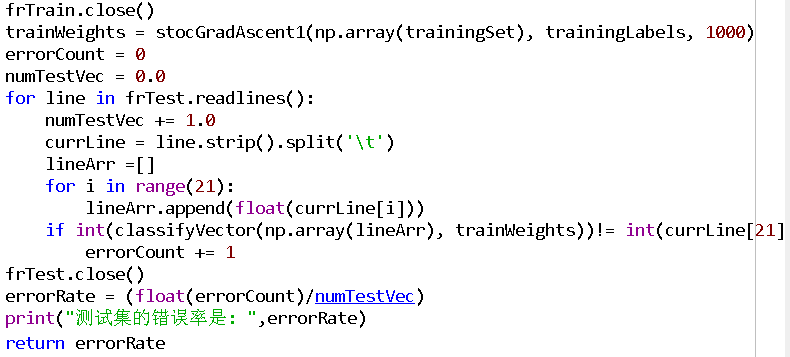 frTrain.close()
trainWeights = stocGradAscent1(np.array(trainingSet), trainingLabels, 1000)
errorCount = 0
numTestVec = 0.0
for line in frTest.readlines():
    numTestVec += 1.0
    currLine = line.strip().split('\t')
    lineArr =[]
    for i in range(21):
        lineArr.append(float(currLine[i]))
    if int(classifyVector(np.array(lineArr), trainWeights))!= int(currLine[21]
        errorCount += 1
frTest.close()
errorRate = (float(errorCount)/numTestVec)
print("测试集的错误率是: ",errorRate)
return errorRate